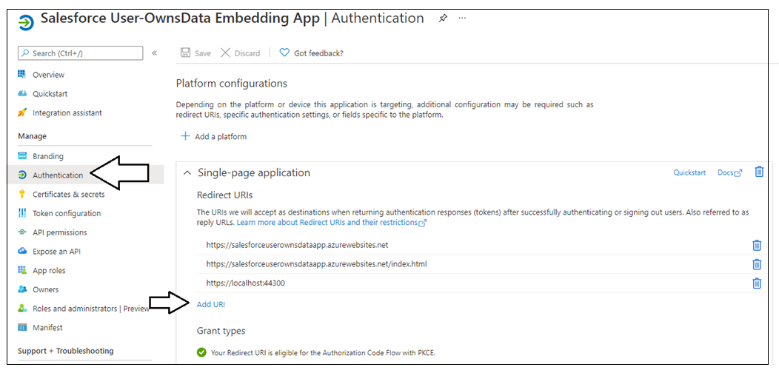 Salesforce User-OwnsData Embedding App | Authentication
Search (Ctrl+/)
«
Save
Discard
Got feedback?
Overview
Quickstart
Integration assistant
Manage
Branding
Authentication
Certificates & secrets
Token configuration
API permissions
Expose an API
App roles
Owners
Roles and administrators | Preview
Manifest
Support + Troubleshooting
Platform configurations
Depending on the platform or device this application is targeting, additional configuration may be required such as
redirect URIs, specific authentication settings, or fields specific to the platform.
+ Add a platform
Single-page application
Quickstart
Docs
Redirect URIs
The URIs we will accept as destinations when returning authentication responses (tokens) after successfully authenticating or signing out users. Also referred to as
reply URLs. Learn more about Redirect URIs and their restrictions
https://salesforceuserownsdataapp.azurewebsites.net
https://salesforceuserownsdataapp.azurewebsites.net/index.html
https://localhost:44300
Add URI
Grant types
Your Redirect URI is eligible for the Authorization Code Flow with PKCE.